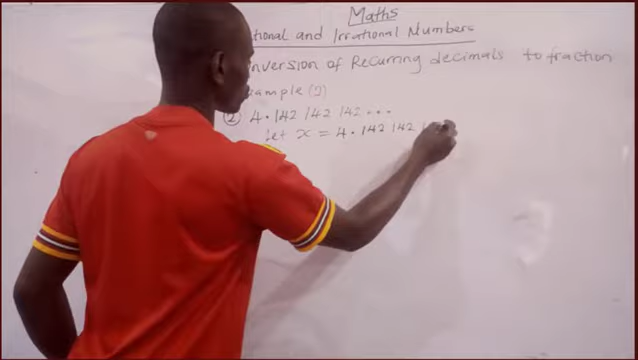 Maths
tional and Irrational Numbers
nversion of Recurring decimals to fraction
ample (2)
② 4.142 142 142...
let x = 4.142 142